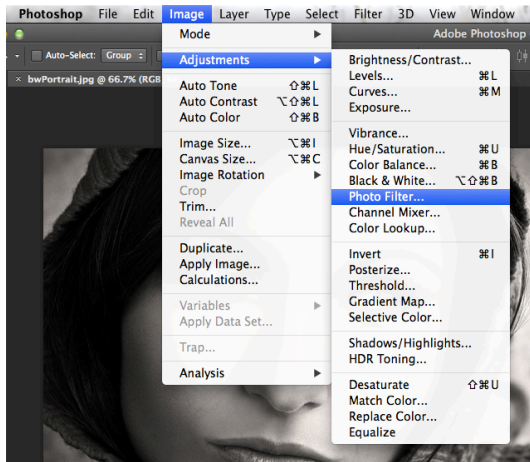 Photoshop File Edit Image Layer Type Select Filter 3D View Window
Adobe Photoshop
Auto-Select: Group
× bwPortrait.jpg @ 66.7% (RGB
Mode ▶
Adjustments ▶
Auto Tone ⇧⌘L
Auto Contrast ⌥⇧⌘L
Auto Color ⇧⌘B
Image Size... ⌥⌘I
Canvas Size... ⌥⌘C
Image Rotation ▶
Crop
Trim...
Reveal All
Duplicate...
Apply Image...
Calculations...
Variables ▶
Apply Data Set...
Trap...
Analysis ▶
Brightness/Contrast...
Levels... ⌘L
Curves... ⌘M
Exposure...
Vibrance...
Hue/Saturation... ⌘U
Color Balance... ⌘B
Black & White... ⌥⇧⌘B
Photo Filter...
Channel Mixer...
Color Lookup...
Invert ⌘I
Posterize...
Threshold...
Gradient Map...
Selective Color...
Shadows/Highlights...
HDR Toning...
Desaturate ⇧⌘U
Match Color...
Replace Color...
Equalize